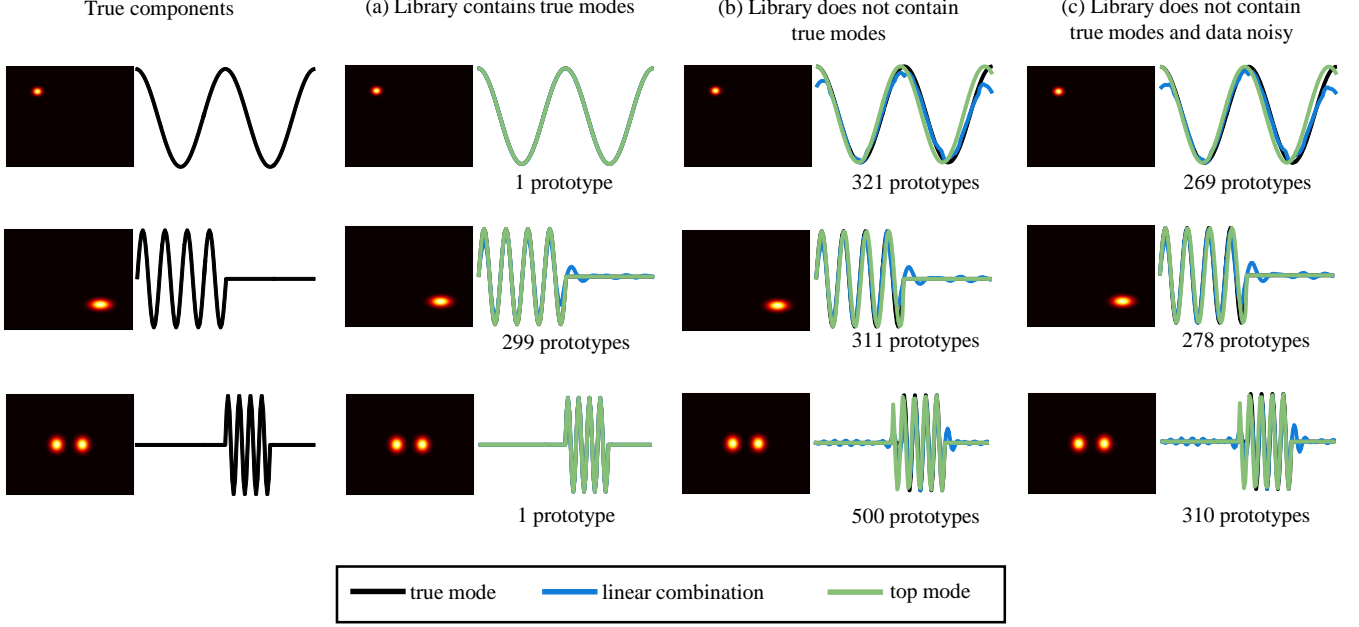 True components
(a) Library contains true modes
(b) Library does not contain
true modes
(c) Library does not contain
true modes and data noisy
1 prototype
321 prototypes
269 prototypes
299 prototypes
311 prototypes
278 prototypes
1 prototype
500 prototypes
310 prototypes
true mode
linear combination
top mode